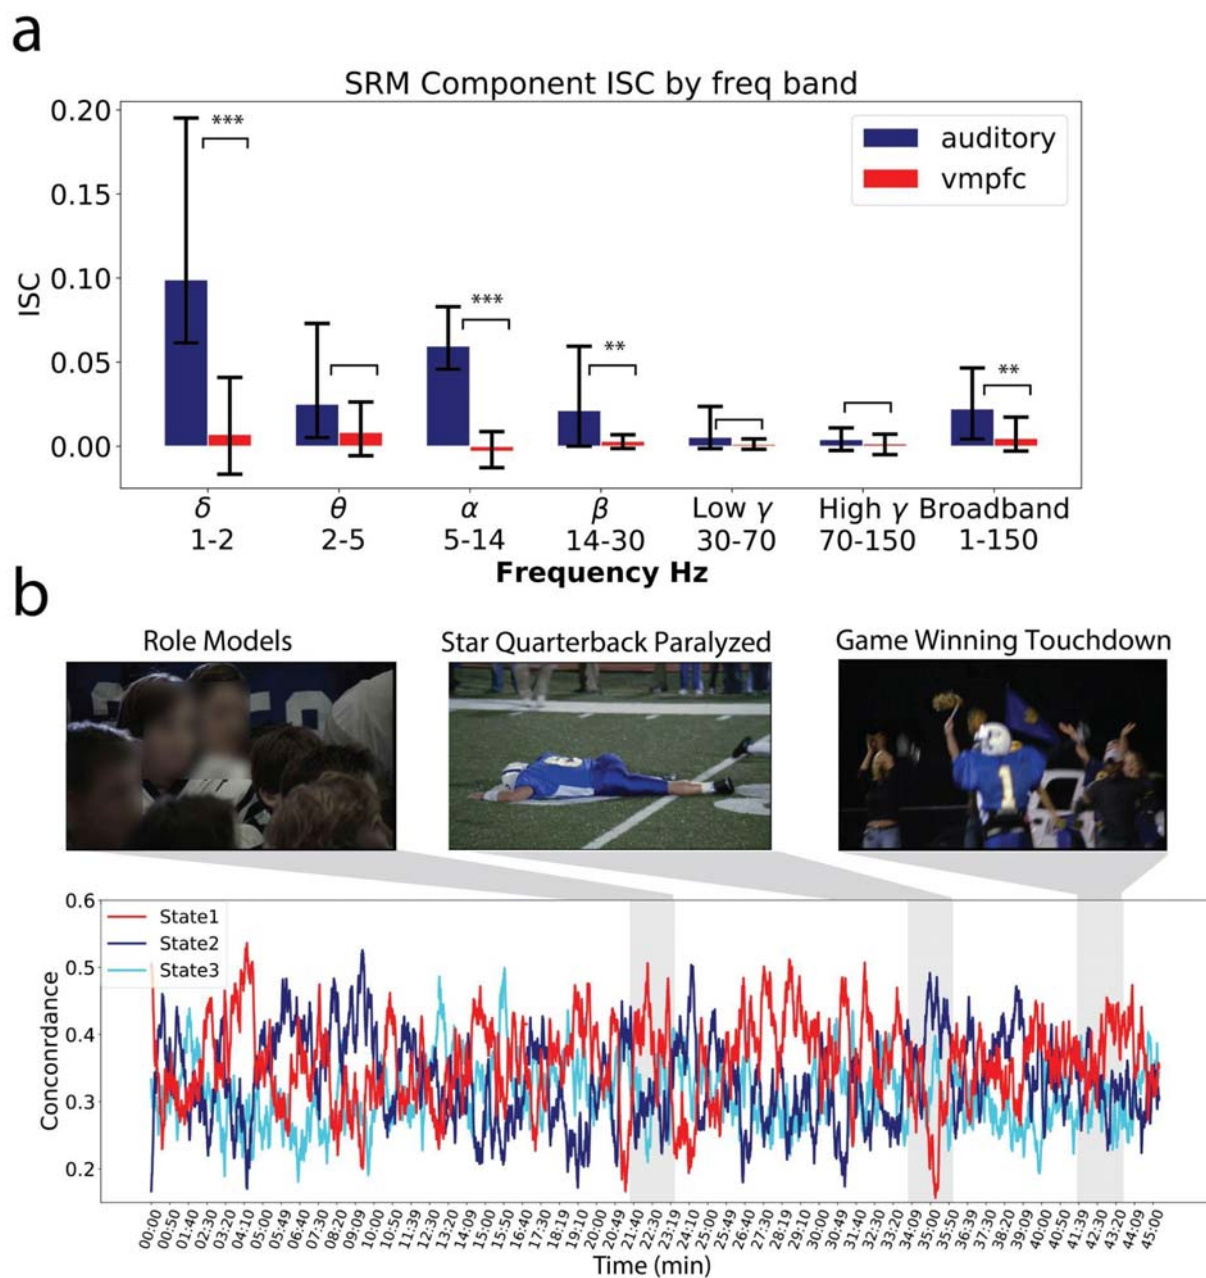 a
SRM Component ISC by freq band
auditory
vmpfc
ISC
0.20
0.15
0.10
0.05
0.00
***
***
**
**
δ θ α β Low γ High γ Broadband
1-2 2-5 5-14 14-30 30-70 70-150 1-150
Frequency Hz
b
Role Models
Star Quarterback Paralyzed
Game Winning Touchdown
1
State1
State2
State3
Conconrdance
0.6
0.5
0.4
0.3
0.2
00:00 00:50 01:40 02:30 03:20 04:10 05:00 05:49 06:40 07:30 08:20 09:09 10:00 10:50 11:39 12:30 13:20 14:09 15:00 15:50 16:40 17:30 18:19 19:10 20:00 20:49 21:40 22:30 23:19 24:10 25:00 25:49 26:40 27:30 28:19 29:10 30:00 30:49 31:40 32:30 33:20 34:09 35:00 35:50 36:39 37:30 38:20 39:09 40:00 40:50 41:39 42:30 43:20 44:09 45:00
Time (min)